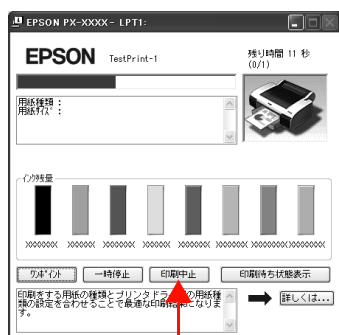 EPSON PX-XXXX- LPT1:
EPSON
TestPrint-1
残り時間 11 秒
(0/1)
用紙種類 :
用紙ｻｲｽﾞ :
ｲﾝｸ残量
XXXXXXX XXXXXXX XXXXXXX XXXXXXX XXXXXXX XXXXXXX XXXXXXX XXXXXXX
ﾜﾝﾎﾟｲﾝﾄ
一時停止
印刷中止
印刷待ち状態表示
印刷をする用紙の種類とプリンタドラ の用紙種
類の設定を合わせることで最適な印刷結果になりま
す。
詳しくは...